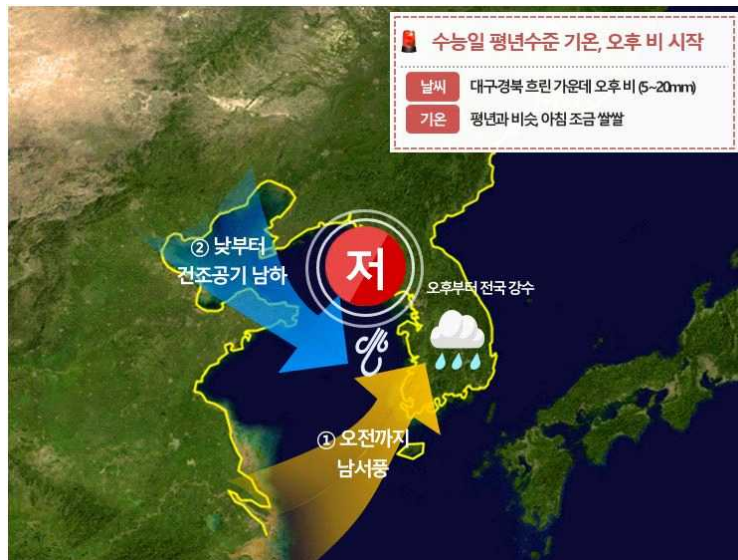 수능일 평년수준 기온, 오후 비 시작
날씨 대구경북 흐린 가운데 오후 비 (5~20mm)
기온 평년과 비슷, 아침 조금 쌀쌀
② 낮부터
건조공기 남하
저
오후부터 전국 강수
① 오전까지
남서풍